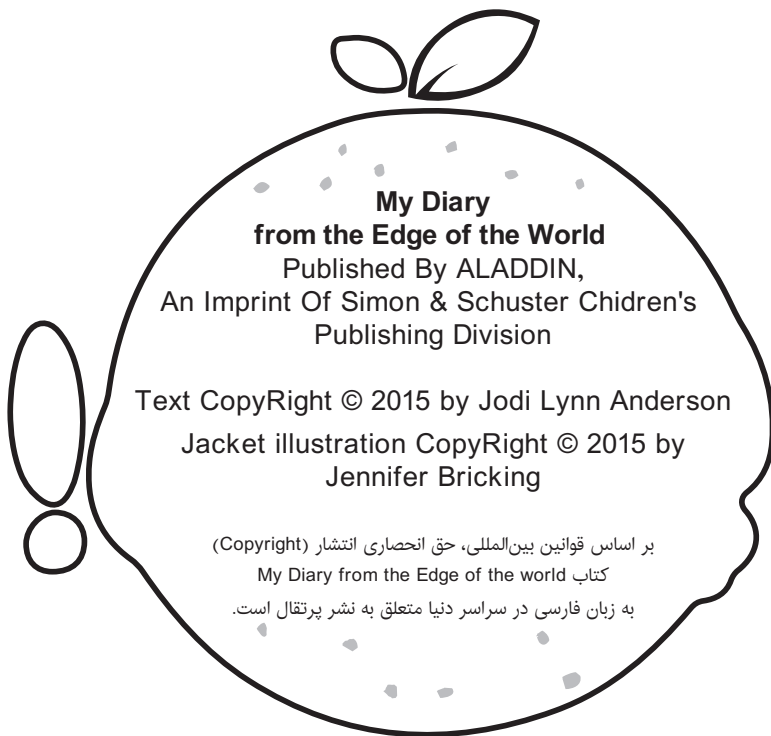 My Diary
from the Edge of the World
Published By ALADDIN,
An Imprint Of Simon & Schuster Chidren's
Publishing Division
Text CopyRight © 2015 by Jodi Lynn Anderson
Jacket illustration CopyRight © 2015 by
Jennifer Bricking
بر اساس قوانین بین‌المللی، حق انحصاری انتشار (Copyright)
کتاب My Diary from the Edge of the world
به زبان فارسی در سراسر دنیا متعلق به نشر پرتقال است.